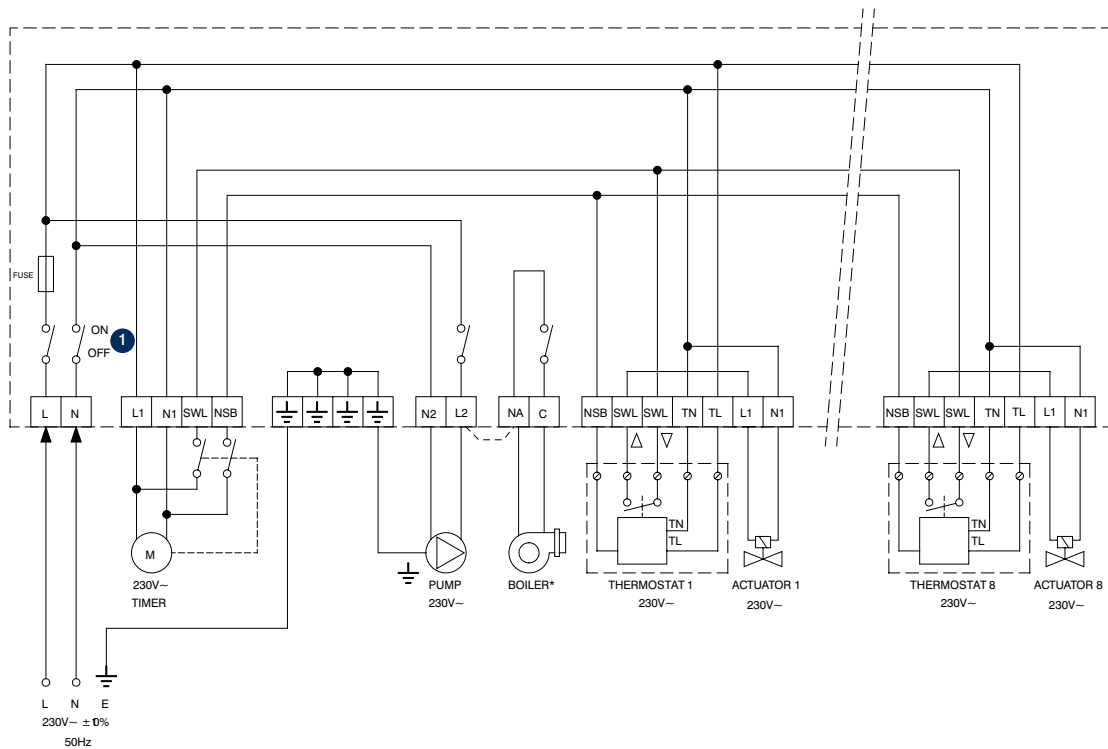 FUSE
ON
OFF
1
L N
L1 N1 SWL NSB
N2 L2
NA C
NSB SWL SWL TN TL L1 N1
NSB SWL SWL TN TL L1 N1
M
230V~
TIMER
PUMP
230V~
BOILER*
TN
TL
THERMOSTAT 1
230V~
ACTUATOR 1
230V~
TN
TL
THERMOSTAT 8
230V~
ACTUATOR 8
230V~
L N E
230V~ ±10%
50Hz